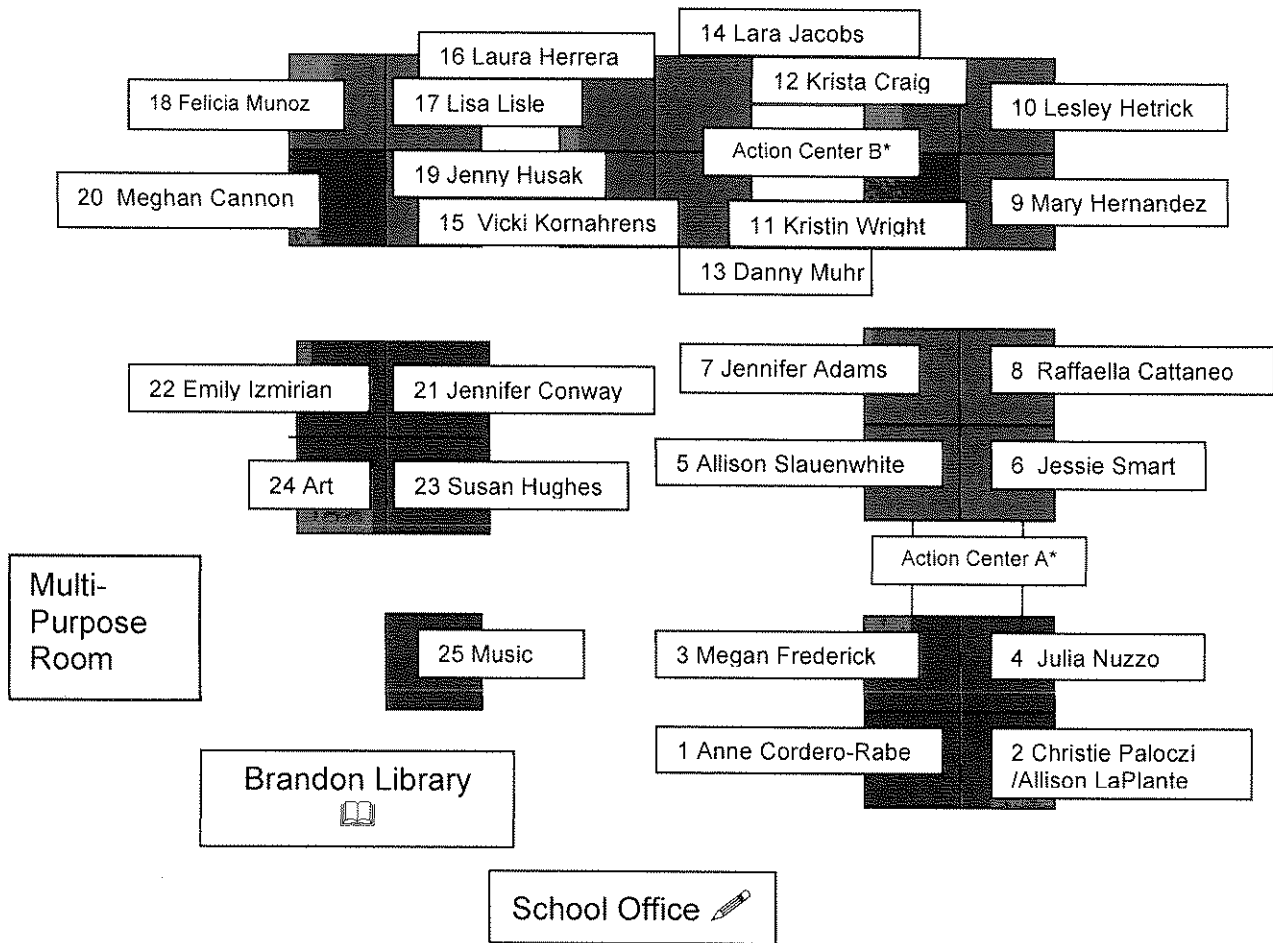 14 Lara Jacobs
16 Laura Herrera
12 Krista Craig
18 Felicia Munoz
17 Lisa Lisle
10 Lesley Hetrick
Action Center B*
19 Jenny Husak
20 Meghan Cannon
9 Mary Hernandez
15 Vicki Kornahrens
11 Kristin Wright
13 Danny Muhr
7 Jennifer Adams
8 Raffaella Cattaneo
22 Emily Izmirian
21 Jennifer Conway
5 Allison Slauenwhite
6 Jessie Smart
24 Art
23 Susan Hughes
Action Center A*
Multi-
Purpose
Room
25 Music
3 Megan Frederick
4 Julia Nuzzo
1 Anne Cordero-Rabe
2 Christie Paloczi
/Allison LaPlante
Brandon Library
School Office